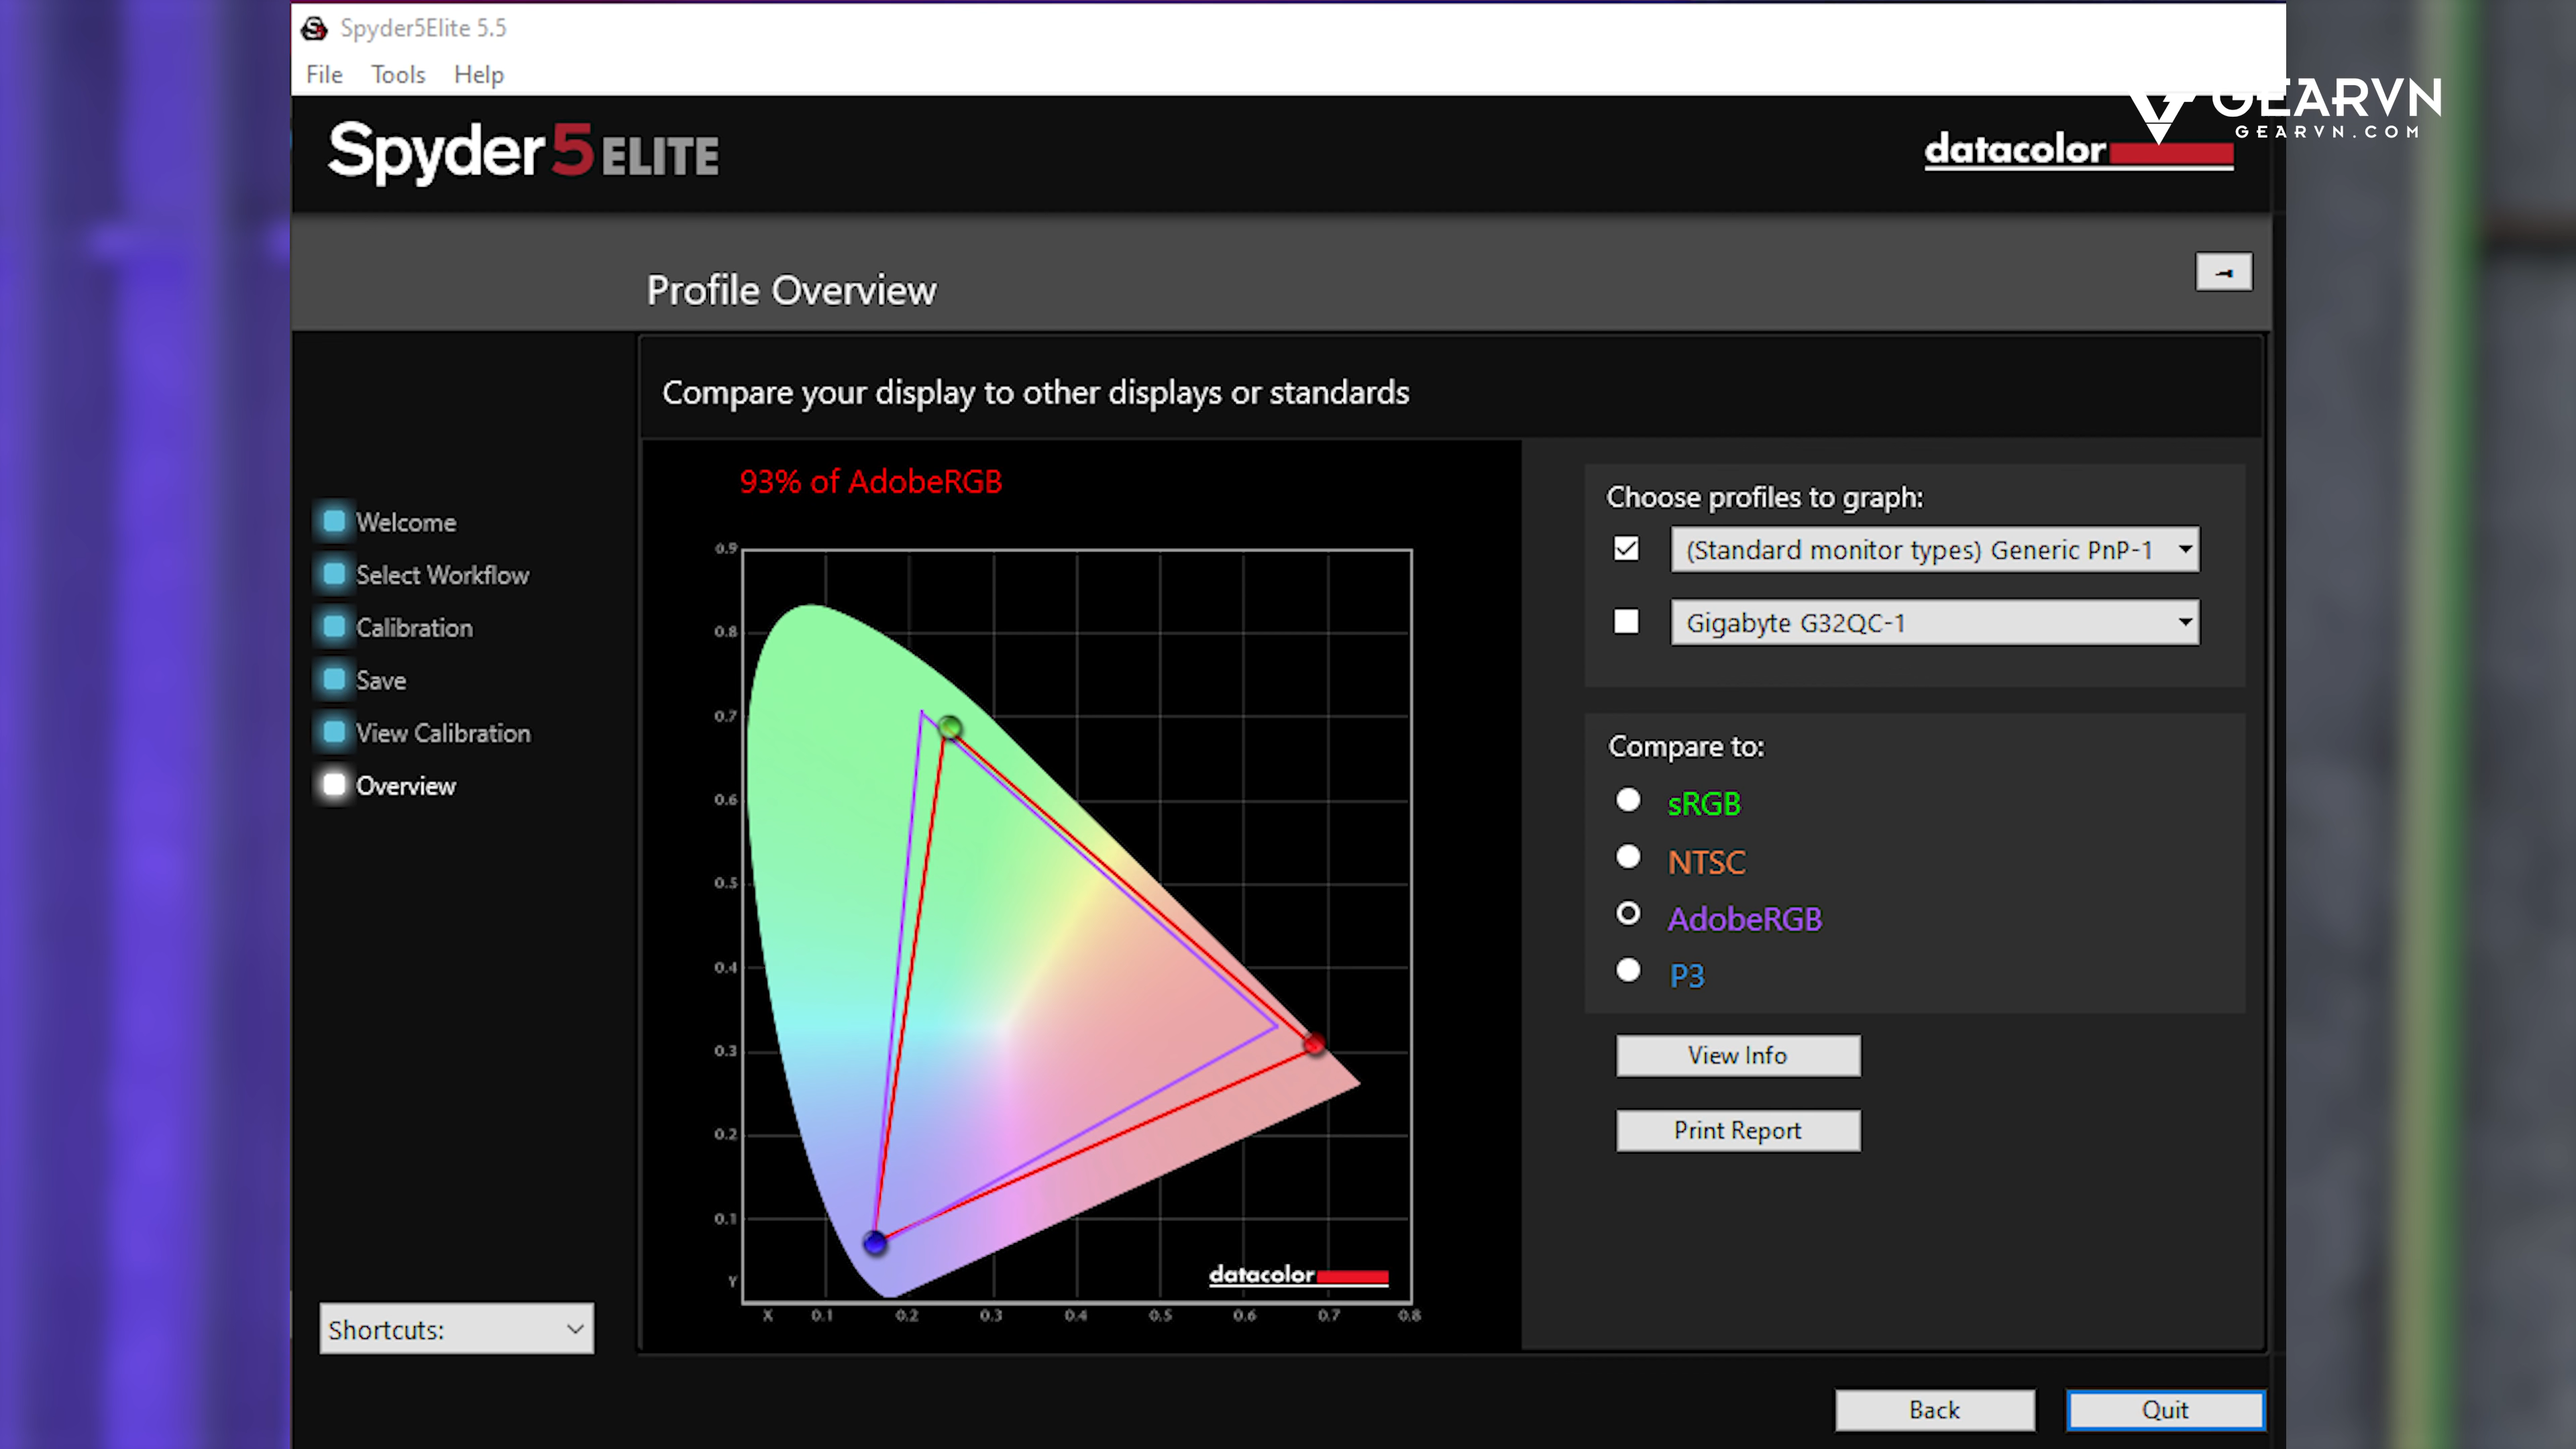 Spyder5Elite 5.5
File Tools Help
GEARVN
GEARVN.COM
Spyder5ELITE
datacolor
Profile Overview
Compare your display to other displays or standards
93% of AdobeRGB
Choose profiles to graph:
(Standard monitor types) Generic PnP-1
Gigabyte G32QC-1
Welcome
Select Workflow
Calibration
Save
View Calibration
Overview
Compare to:
sRGB
NTSC
AdobeRGB
P3
View Info
Print Report
0.9
0.8
0.7
0.6
0.5
0.4
0.3
0.2
0.1
Y
X 0.1 0.2 0.3 0.4 0.5 0.6 0.7 0.8
datacolor
Shortcuts:
Back
Quit